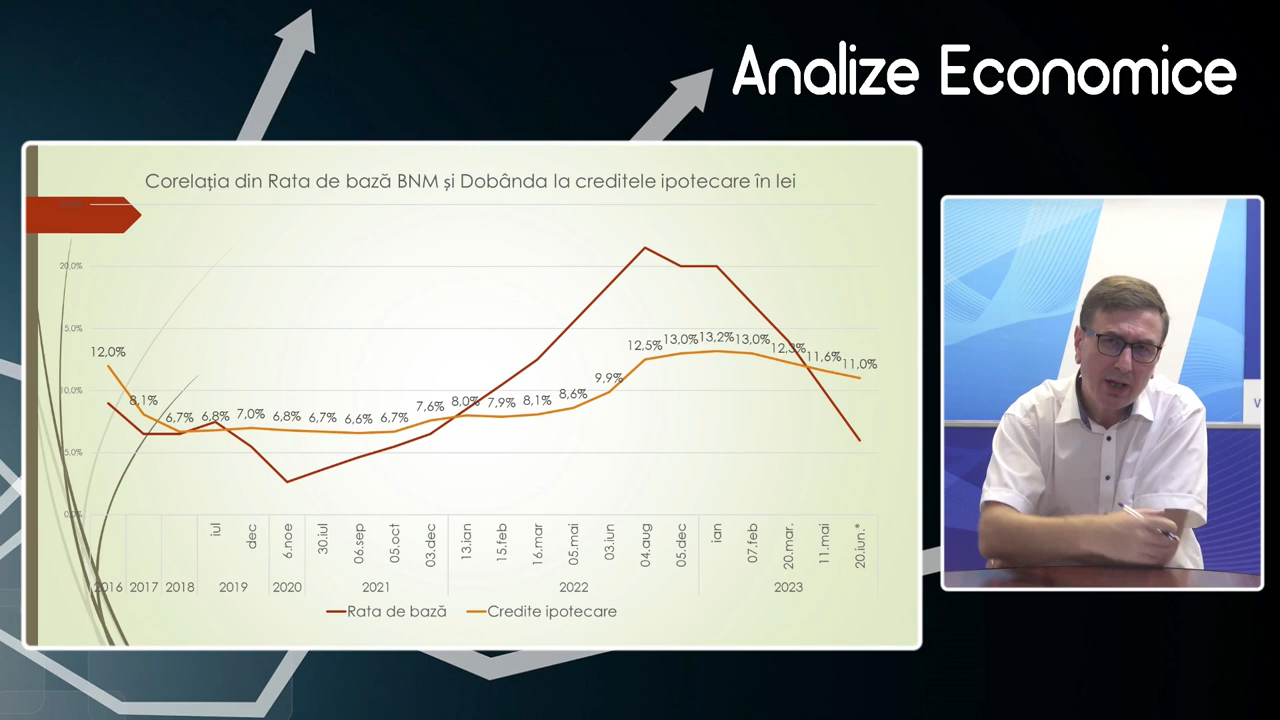 Analize Economice
Corelația din Rata de bază BNM și Dobânda la creditele ipotecare în lei
20,0%
5,0%
10,0%
5,0%
0,0%
12,0%
8,1%
6,7%
6,8%
7,0%
6,8%
6,7%
6,6%
6,7%
7,6%
8,0%
7,9%
8,1%
8,6%
9,9%
12,5%
13,0%
13,2%
13,0%
12,3%
11,6%
11,0%
iul
dec
6.noe
30.iul
06.sep
05.oct
03.dec
13.ian
15.feb
16.mar
05.mai
03.iun
04.aug
05.dec
ian
07.feb
20.mar.
11.mai
20.iun.*
2016 2017 2018 2019 2020 2021 2022 2023
Rata de bază Credite ipotecare
V